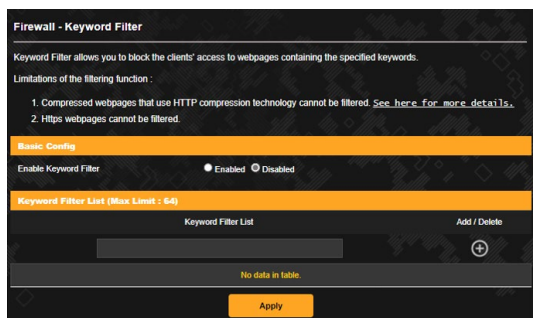 Firewall - Keyword Filter
Keyword Filter allows you to block the clients' access to webpages containing the specified keywords.
Limitations of the filtering function :
1. Compressed webpages that use HTTP compression technology cannot be filtered. See here for more details.
2. Https webpages cannot be filtered.
Basic Config
Enable Keyword Filter Enabled Disabled
Keyword Filter List (Max Limit : 64)
Keyword Filter List Add / Delete
No data in table.
Apply